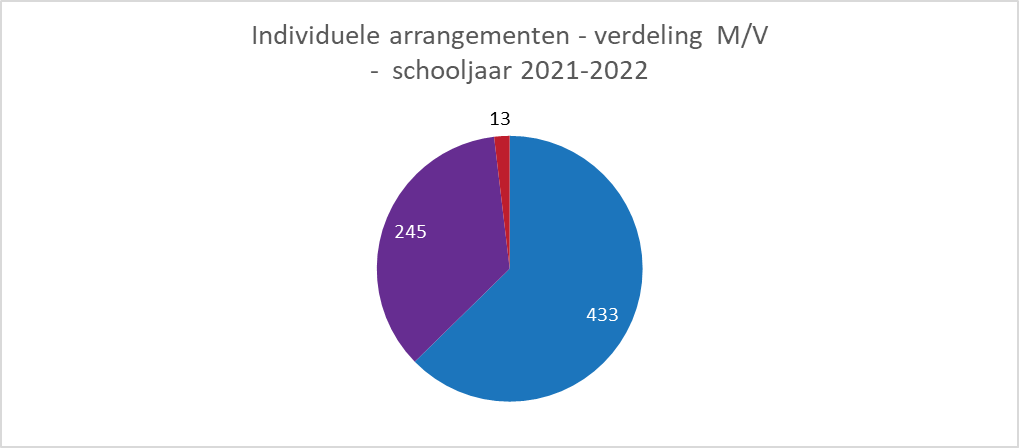 Individuele arrangementen - verdeling M/V
- schooljaar 2021-2022
13
245
433